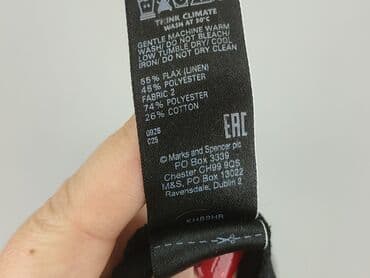 THINK CLIMATE
WASH AT 30°C
GENTLE MACHINE WARM
WASH/ DO NOT BLEACH/
LOW TUMBLE DRY/ COOL
IRON/ DO NOT DRY CLEAN
55% FLAX (LINEN)
45% POLYESTER
FABRIC 2
74% POLYESTER
26% COTTON
EAC
© Marks and Spencer plc
PO Box 3339
Chester CH99 9QS
M&S, PO Box 13022
Ravensdale, Dublin 2